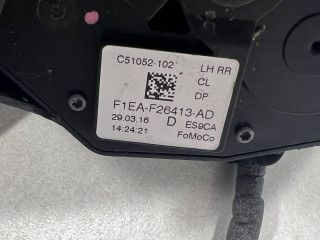 C51052-102 LH RR
CL
DP
F1EA-F26413-AD
29.03.16 D ES9CA
14:24:21 FoMoCo